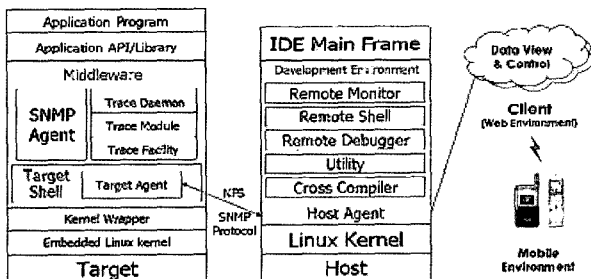 Application Program
Application API/Library
Middleware
SNMP Agent
Trace Daemon
Trace Module
Trace Facility
Target Shell
Target Agent
Kernel Wrapper
Embedded Linux kernel
Target
KPS
SNMP Protocol
IDE Main Frame
Development Environment
Remote Monitor
Remote Shell
Remote Debugger
Utility
Cross Compiler
Host Agent
Linux Kernel
Host
Data View & Control
Client
(Web Environment)
Mobile Environment